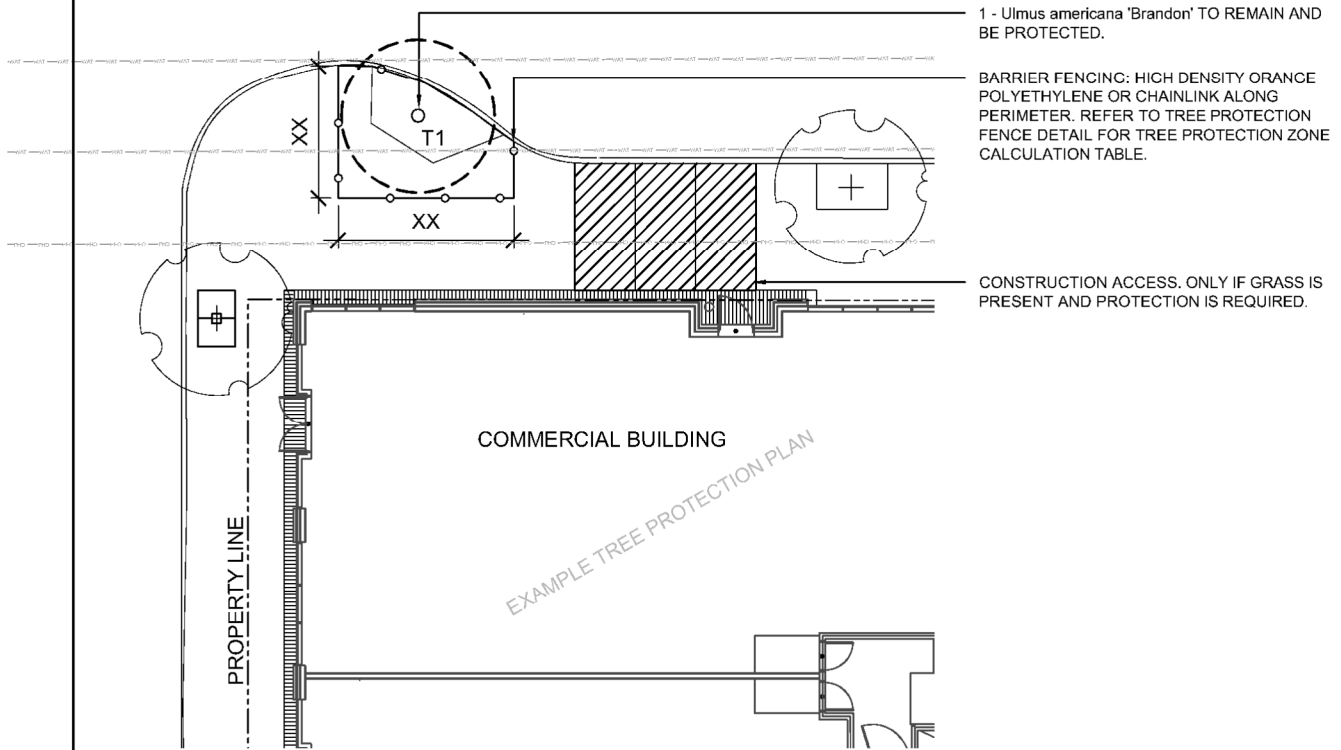 1 - Ulmus americana 'Brandon' TO REMAIN AND
BE PROTECTED.
BARRIER FENCING: HIGH DENSITY ORANGE
POLYETHYLENE OR CHAINLINK ALONG
PERIMETER. REFER TO TREE PROTECTION
FENCE DETAIL FOR TREE PROTECTION ZONE
CALCULATION TABLE.
XX
T1
XX
CONSTRUCTION ACCESS. ONLY IF GRASS IS
PRESENT AND PROTECTION IS REQUIRED.
COMMERCIAL BUILDING
EXAMPLE TREE PROTECTION PLAN
PROPERTY LINE